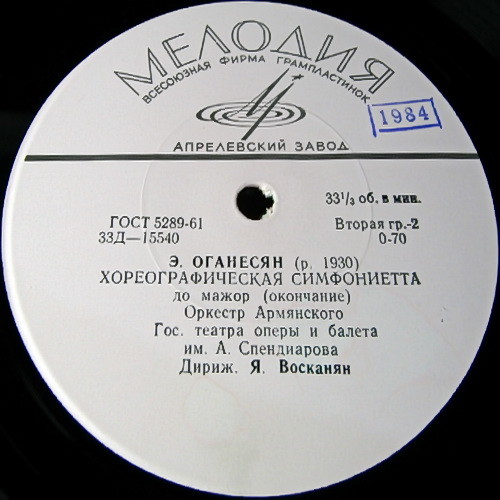 МЕЛОДИЯ
ВСЕСОЮЗНАЯ ФИРМА ГРАМПЛАСТИНОК
1984
АПРЕЛЕВСКИЙ ЗАВОД
33⅓ об. в мин.
ГОСТ 5289-61 Вторая гр.-2
33Д—15540 0-70
Э. ОГАНЕСЯН (р. 1930)
ХОРЕОГРАФИЧЕСКАЯ СИМФОНИЕТТА
до мажор (окончание)
Оркестр Армянского
Гос. театра оперы и балета
им. А. Спендиарова
Дириж. Я. Восканян